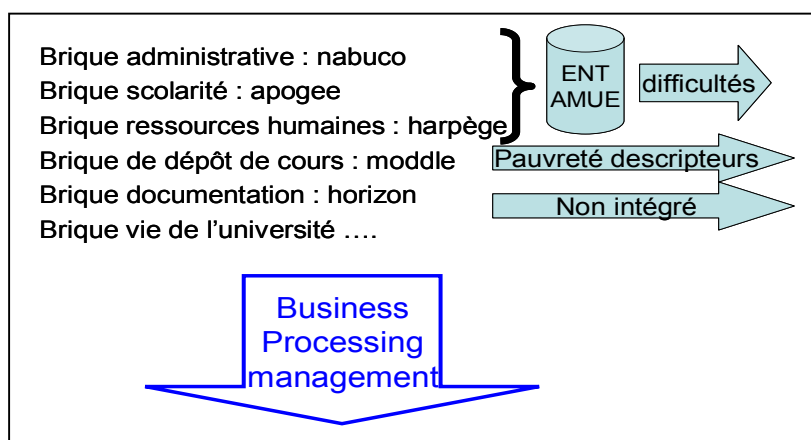 Brique administrative : nabuco
Brique scolarité : apogee
Brique ressources humaines : harpège
Brique de dépôt de cours : moddle
Brique documentation : horizon
Brique vie de l'université ....
ENT
AMUE
difficultés
Pauvreté descripteurs
Non intégré
Business
Processing
management